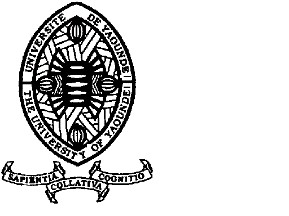 UNIVERSITE DE YAOUNDE
THE UNIVERSITY OF YAOUNDE
SAPIENTIA
COLLATIVA
COGNITIO